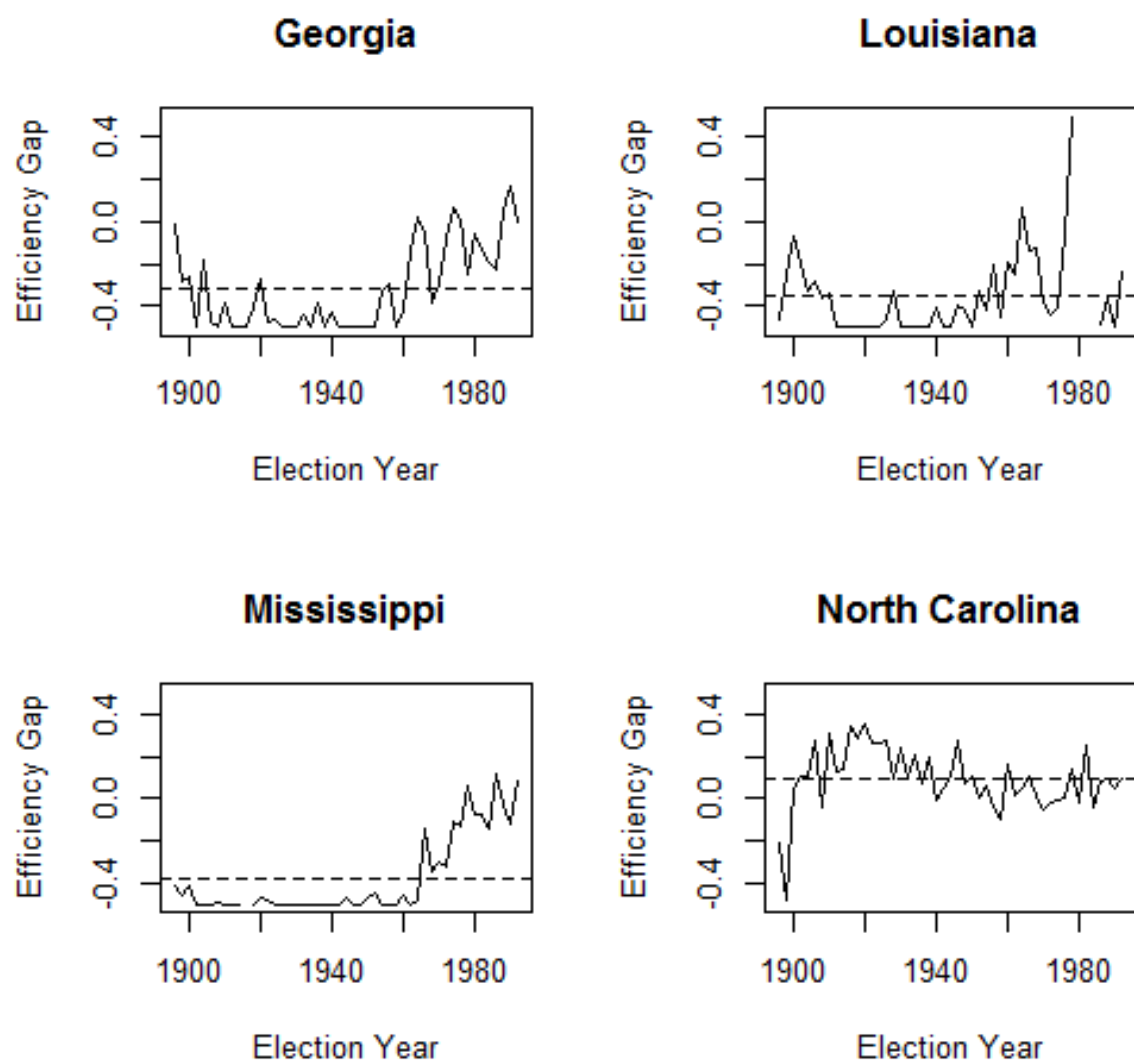 Georgia
Efficiency Gap
0.4
0.0
-0.4
1900 1940 1980
Election Year
Louisiana
Efficiency Gap
0.4
0.0
-0.4
1900 1940 1980
Election Year
Mississippi
Efficiency Gap
0.4
0.0
-0.4
1900 1940 1980
Election Year
North Carolina
Efficiency Gap
0.4
0.0
-0.4
1900 1940 1980
Election Year